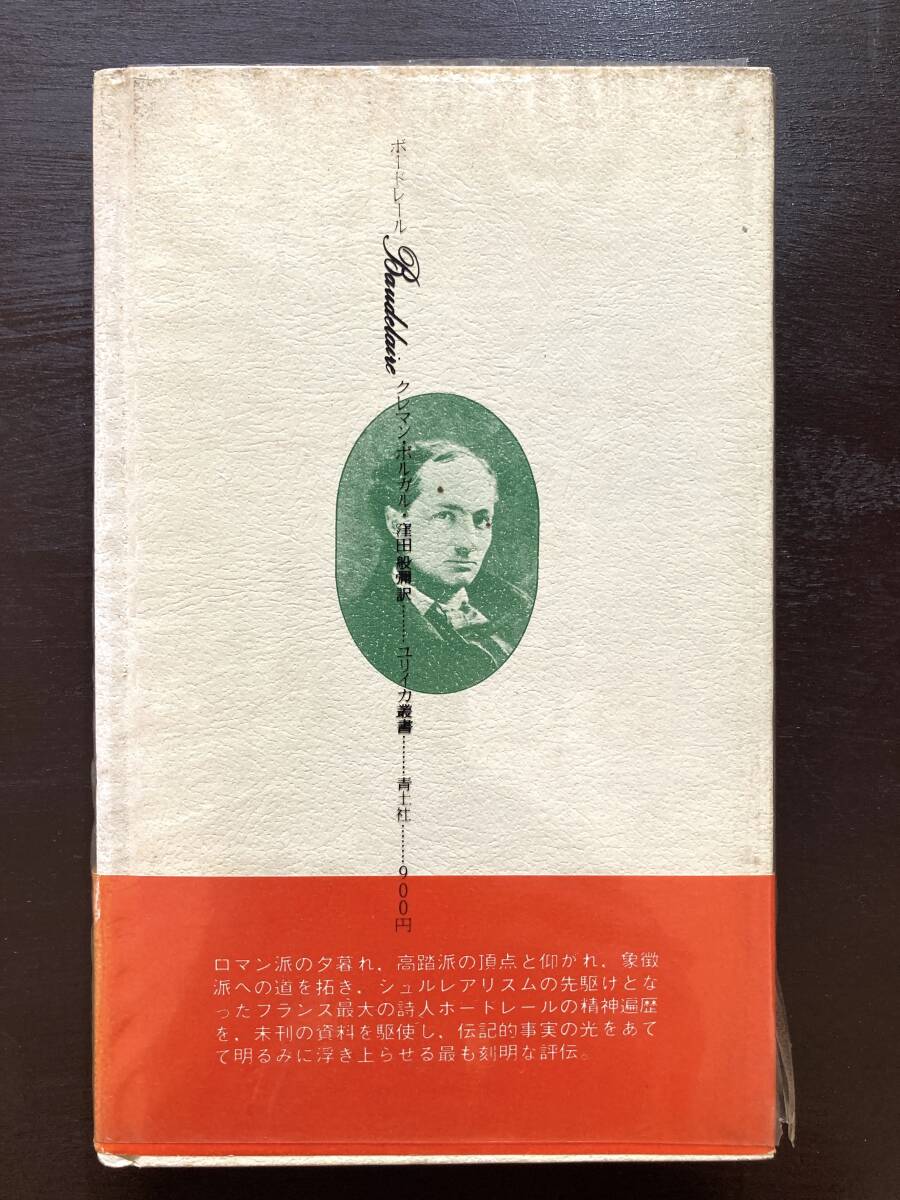 ボードレール Baudelaire クレマン・ボルガル・窪田般彌訳……ユリイカ叢書………青土社………900円
ロマン派の夕暮れ、高踏派の頂点と仰がれ、象徴
派への道を拓き、シュルレアリスムの先駆けとな
ったフランス最大の詩人ボードレールの精神遍歴
を、未刊の資料を駆使し、伝記的事実の光をあて
て明るみに浮き上らせる最も刻明な評伝。